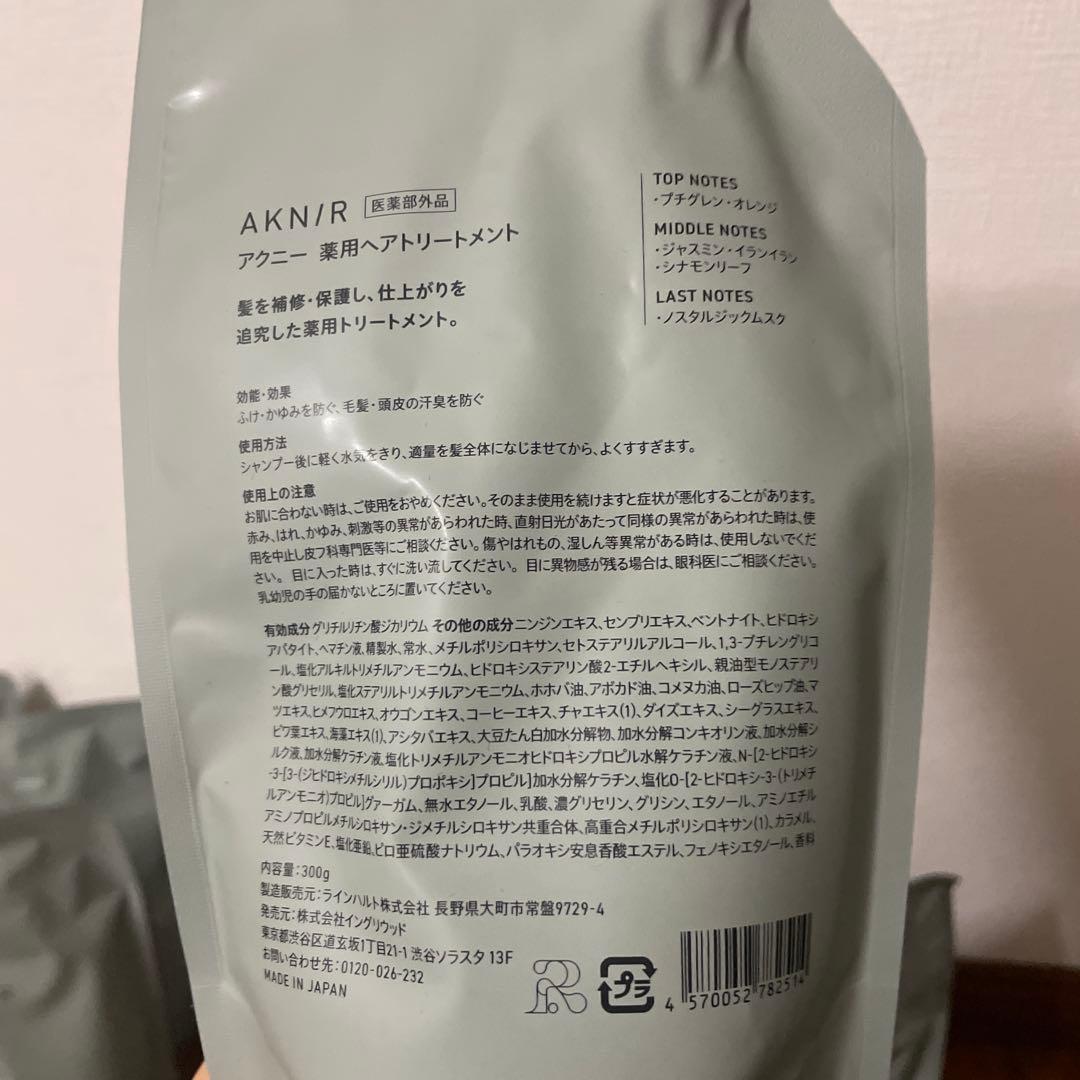 AKN/R 医薬部外品
アクニー 薬用ヘアトリートメント
髪を補修・保護し、仕上がりを
追究した薬用トリートメント。
TOP NOTES
・プチグレン・オレンジ
MIDDLE NOTES
・ジャスミン・イランイラン
・シナモンリーフ
LAST NOTES
・ノスタルジックムスク
効能・効果
ふけ・かゆみを防ぐ、毛髪・頭皮の汗臭を防ぐ
使用方法
シャンプー後に軽く水気をきり、適量を髪全体になじませてから、よくすすぎます。
使用上の注意
お肌に合わない時は、ご使用をおやめください。そのまま使用を続けますと症状が悪化することがあります。
赤み、はれ、かゆみ、刺激等の異常があらわれた時、直射日光があたって同様の異常があらわれた時は、使
用を中止し皮フ科専門医等にご相談ください。傷やはれもの、湿しん等異常がある時は、使用しないでくだ
さい。 目に入った時は、すぐに洗い流してください。 目に異物感が残る場合は、眼科医にご相談ください。
乳幼児の手の届かないところに置いてください。
有効成分 グリチルリチン酸ジカリウム その他の成分 ニンジンエキス、センブリエキス、ベントナイト、ヒドロキシ
アパタイト、ヘマチン液、精製水、常水、メチルポリシロキサン、セトステアリルアルコール、1,3-ブチレングリコ
ール、塩化アルキルトリメチルアンモニウム、ヒドロキシステアリン酸2-エチルヘキシル、親油型モノステアリ
ン酸グリセリル、塩化ステアリルトリメチルアンモニウム、ホホバ油、アボカド油、コメヌカ油、ローズヒップ油、マ
ツエキス、ヒメフウロエキス、オウゴンエキス、コーヒーエキス、チャエキス(1)、ダイズエキス、シーグラスエキス、
ビワ葉エキス、海藻エキス(1)、アシタバエキス、大豆たん白加水分解物、加水分解コンキオリン液、加水分解シ
ルク液、加水分解ケラチン液、塩化トリメチルアンモニオヒドロキシプロピル水解ケラチン液、N-[2-ヒドロキシ
-3-[3-(ジヒドロキシメチルシリル)プロポキシ]プロピル]加水分解ケラチン、塩化O-[2-ヒドロキシ-3-(トリメチ
ルアンモニオ)プロピル]グァーガム、無水エタノール、乳酸、濃グリセリン、グリシン、エタノール、アミノエチル
アミノプロピルメチルシロキサン・ジメチルシロキサン共重合体、高重合メチルポリシロキサン(1)、カラメル、
天然ビタミンE、塩化亜鉛、ピロ亜硫酸ナトリウム、パラオキシ安息香酸エステル、フェノキシエタノール、香料
内容量：300g
製造販売元：ラインハルト株式会社 長野県大町市常盤9729-4
発売元：株式会社イングリウッド
東京都渋谷区道玄坂1丁目21-1 渋谷ソラスタ 13F
お問い合わせ先：0120-026-232
MADE IN JAPAN
R
プラ
4 570052 782514